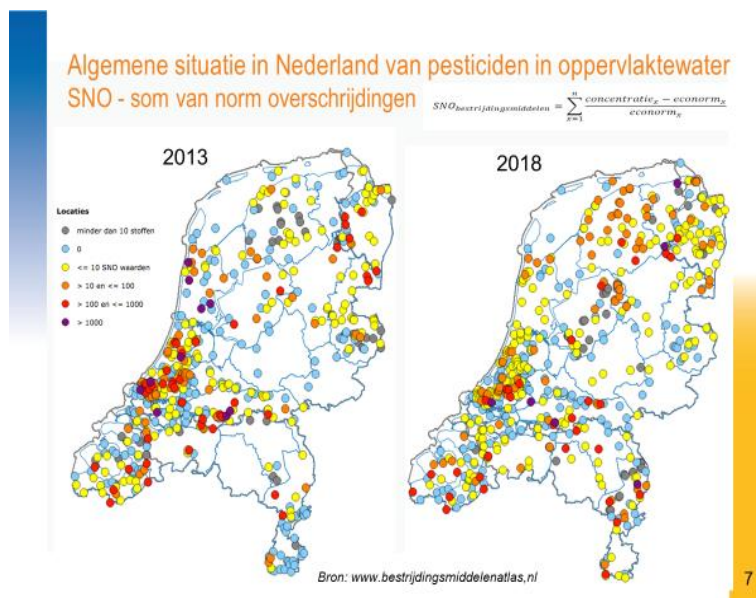 Algemene situatie in Nederland van pesticiden in oppervlaktewater
SNO - som van norm overschrijdingen
SNO_bestrijdingsmiddelen = ∑_{x=1}^{n} (concentratie_x − econorm_x) / econorm_x
2013
2018
Locaties
minder dan 10 stoffen
0
<= 10 SNO waarden
> 10 en <= 100
> 100 en <= 1000
> 1000
Bron: www.bestrijdingsmiddelenatlas,nl
7